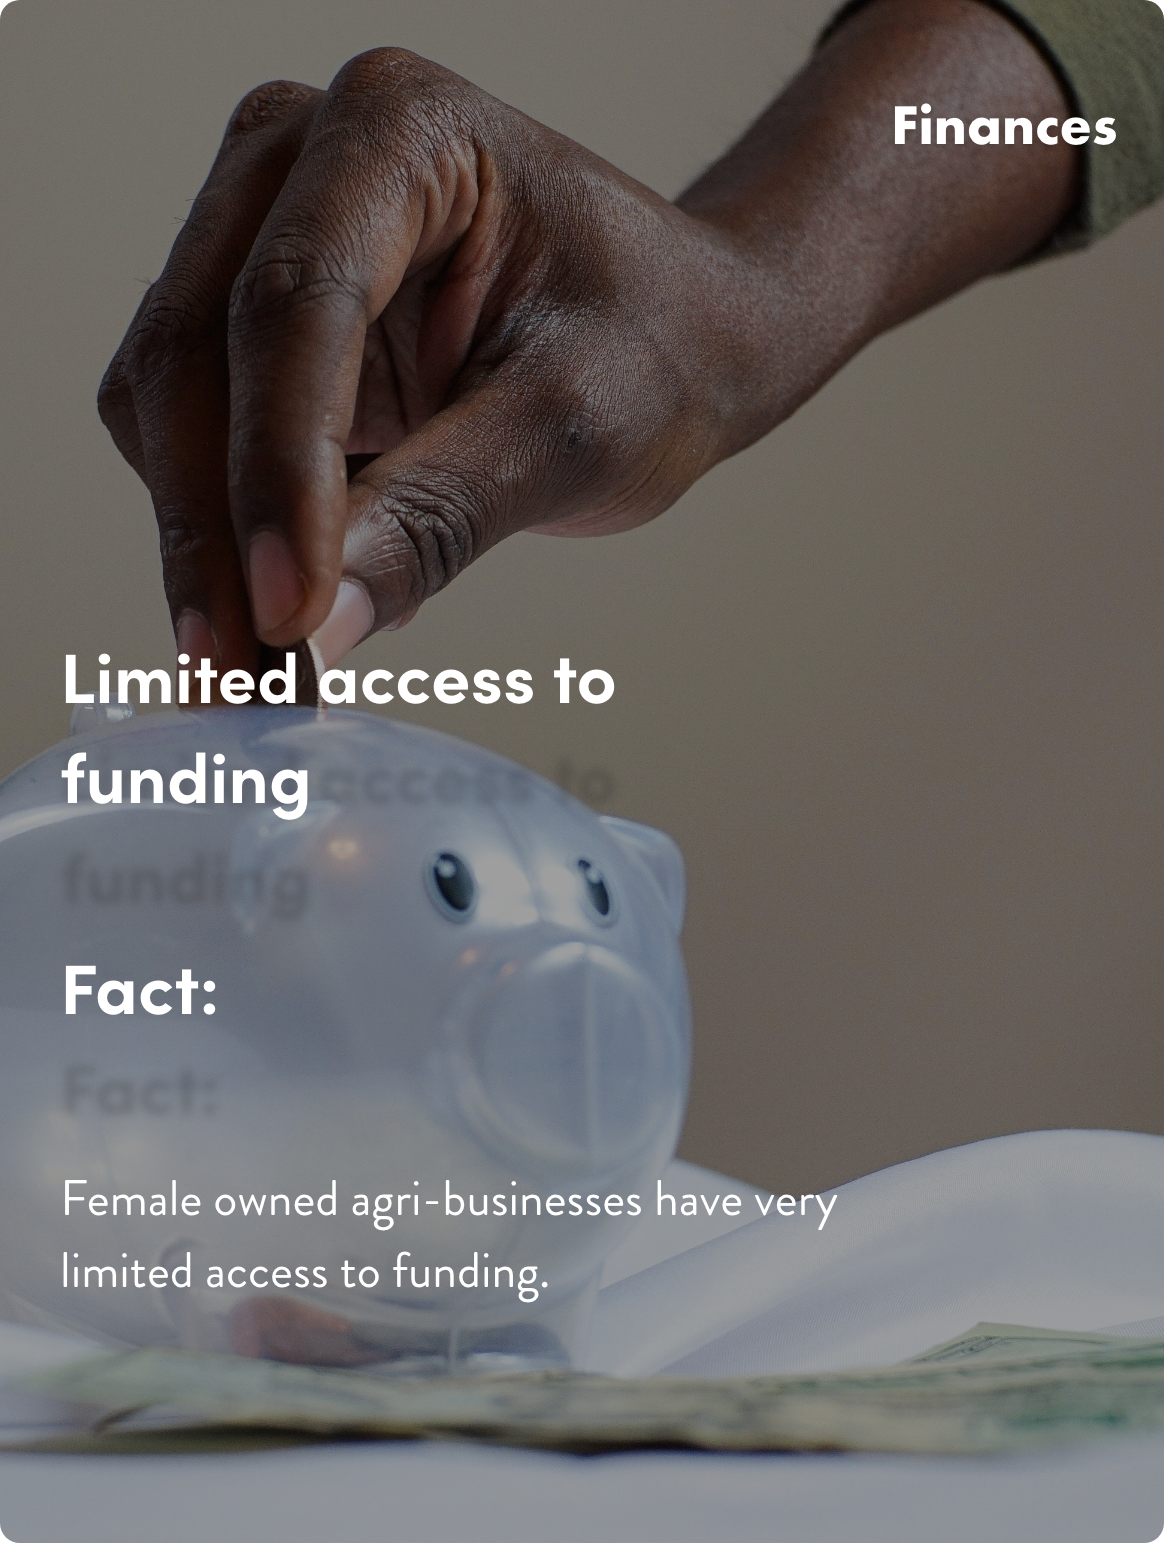 Finances
Limited access to
funding
Fact:
Female owned agri-businesses have very
limited access to funding.